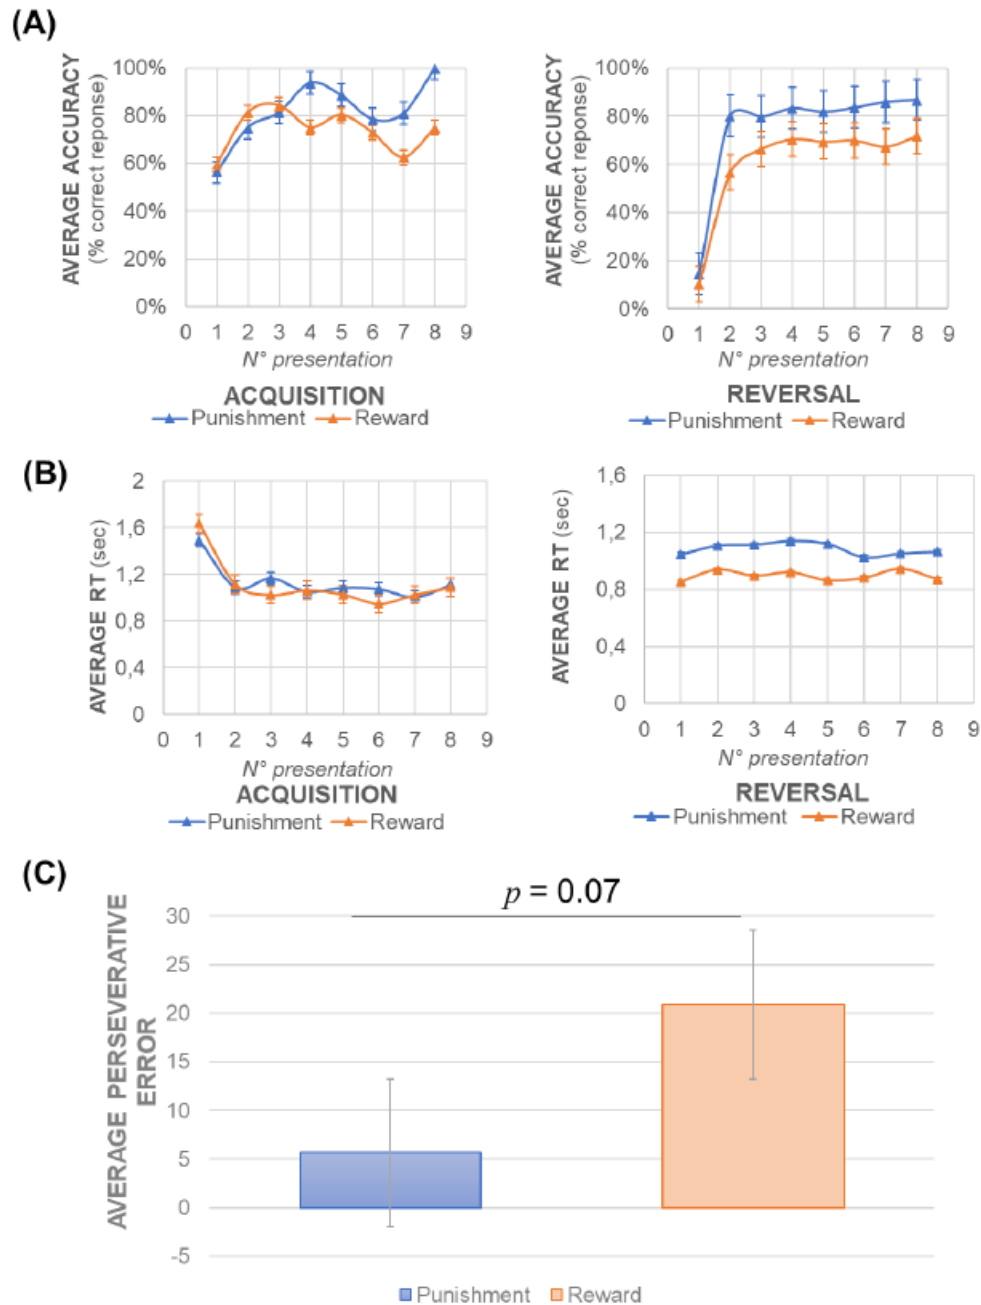 (A)
AVERAGE ACCURACY
(% correct reponse)
100%
80%
60%
40%
20%
0%
0 1 2 3 4 5 6 7 8 9
N° presentation
ACQUISITION
Punishment Reward
AVERAGE ACCURACY
(% correct reponse)
100%
80%
60%
40%
20%
0%
0 1 2 3 4 5 6 7 8 9
N° presentation
REVERSAL
Punishment Reward
(B)
AVERAGE RT (sec)
2
1,6
1,2
0,8
0,4
0
0 1 2 3 4 5 6 7 8 9
N° presentation
ACQUISITION
Punishment Reward
AVERAGE RT (sec)
1,6
1,2
0,8
0,4
0
0 1 2 3 4 5 6 7 8 9
N° presentation
REVERSAL
Punishment Reward
(C)
p = 0.07
AVERAGE PERSEVERATIVE
ERROR
30
25
20
15
10
5
0
-5
Punishment Reward